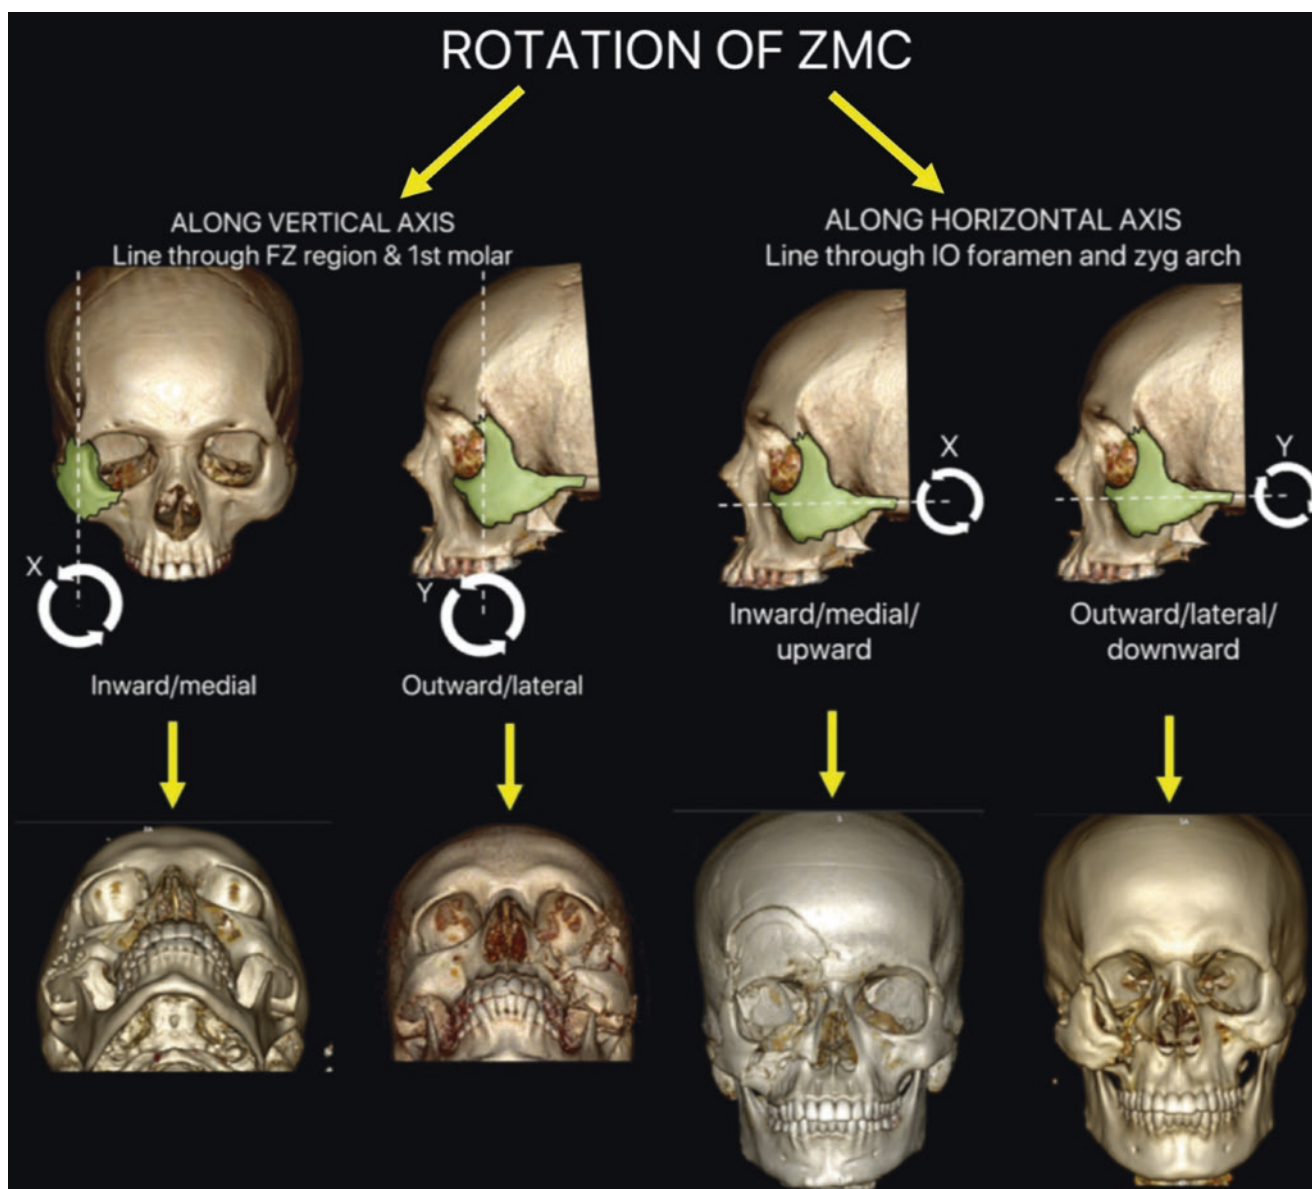 ROTATION OF ZMC
ALONG VERTICAL AXIS
Line through FZ region & 1st molar
ALONG HORIZONTAL AXIS
Line through IO foramen and zyg arch
X
Y
X
Y
Inward/medial
Outward/lateral
Inward/medial/
upward
Outward/lateral/
downward